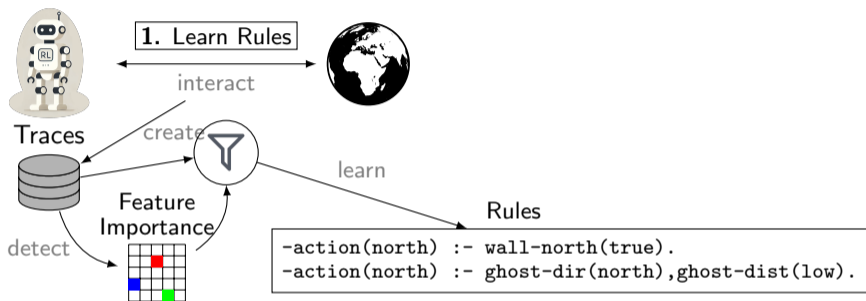 1. Learn Rules
RL
interact
Traces
create
learn
Feature
Importance
Rules
detect
-action(north) :- wall-north(true).
-action(north) :- ghost-dir(north),ghost-dist(low).